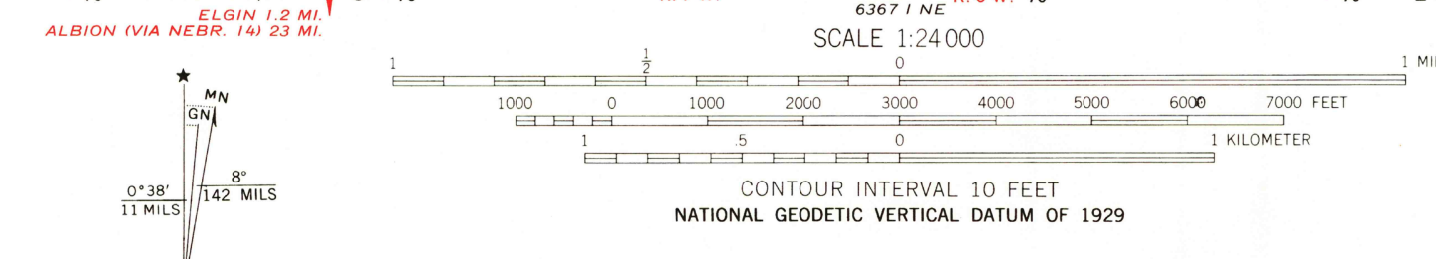 ELGIN 1.2 MI.
ALBION (VIA NEBR. 14) 23 MI.
6367 I NE
SCALE 1:24 000
1 1/2 0 1
1000 0 1000 2000 3000 4000 5000 6000 7000 FEET
1 .5 0 1 KILOMETER
CONTOUR INTERVAL 10 FEET
NATIONAL GEODETIC VERTICAL DATUM OF 1929
★
MN
GN
0°38'
11 MILS
8°
142 MILS